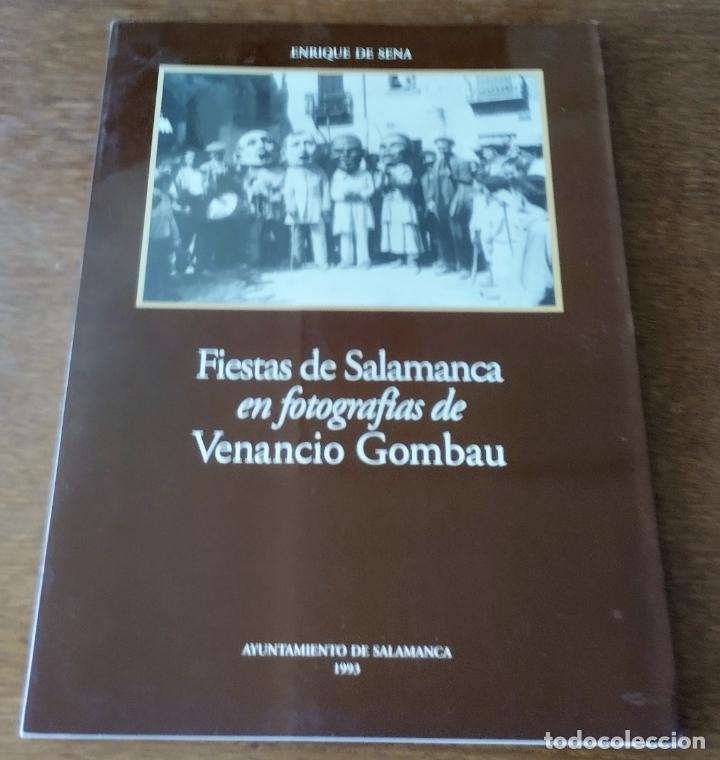 ENRIQUE DE SENA
Fiestas de Salamanca
en fotografías de
Venancio Gombau
AYUNTAMIENTO DE SALAMANCA
1993
todocoleccion